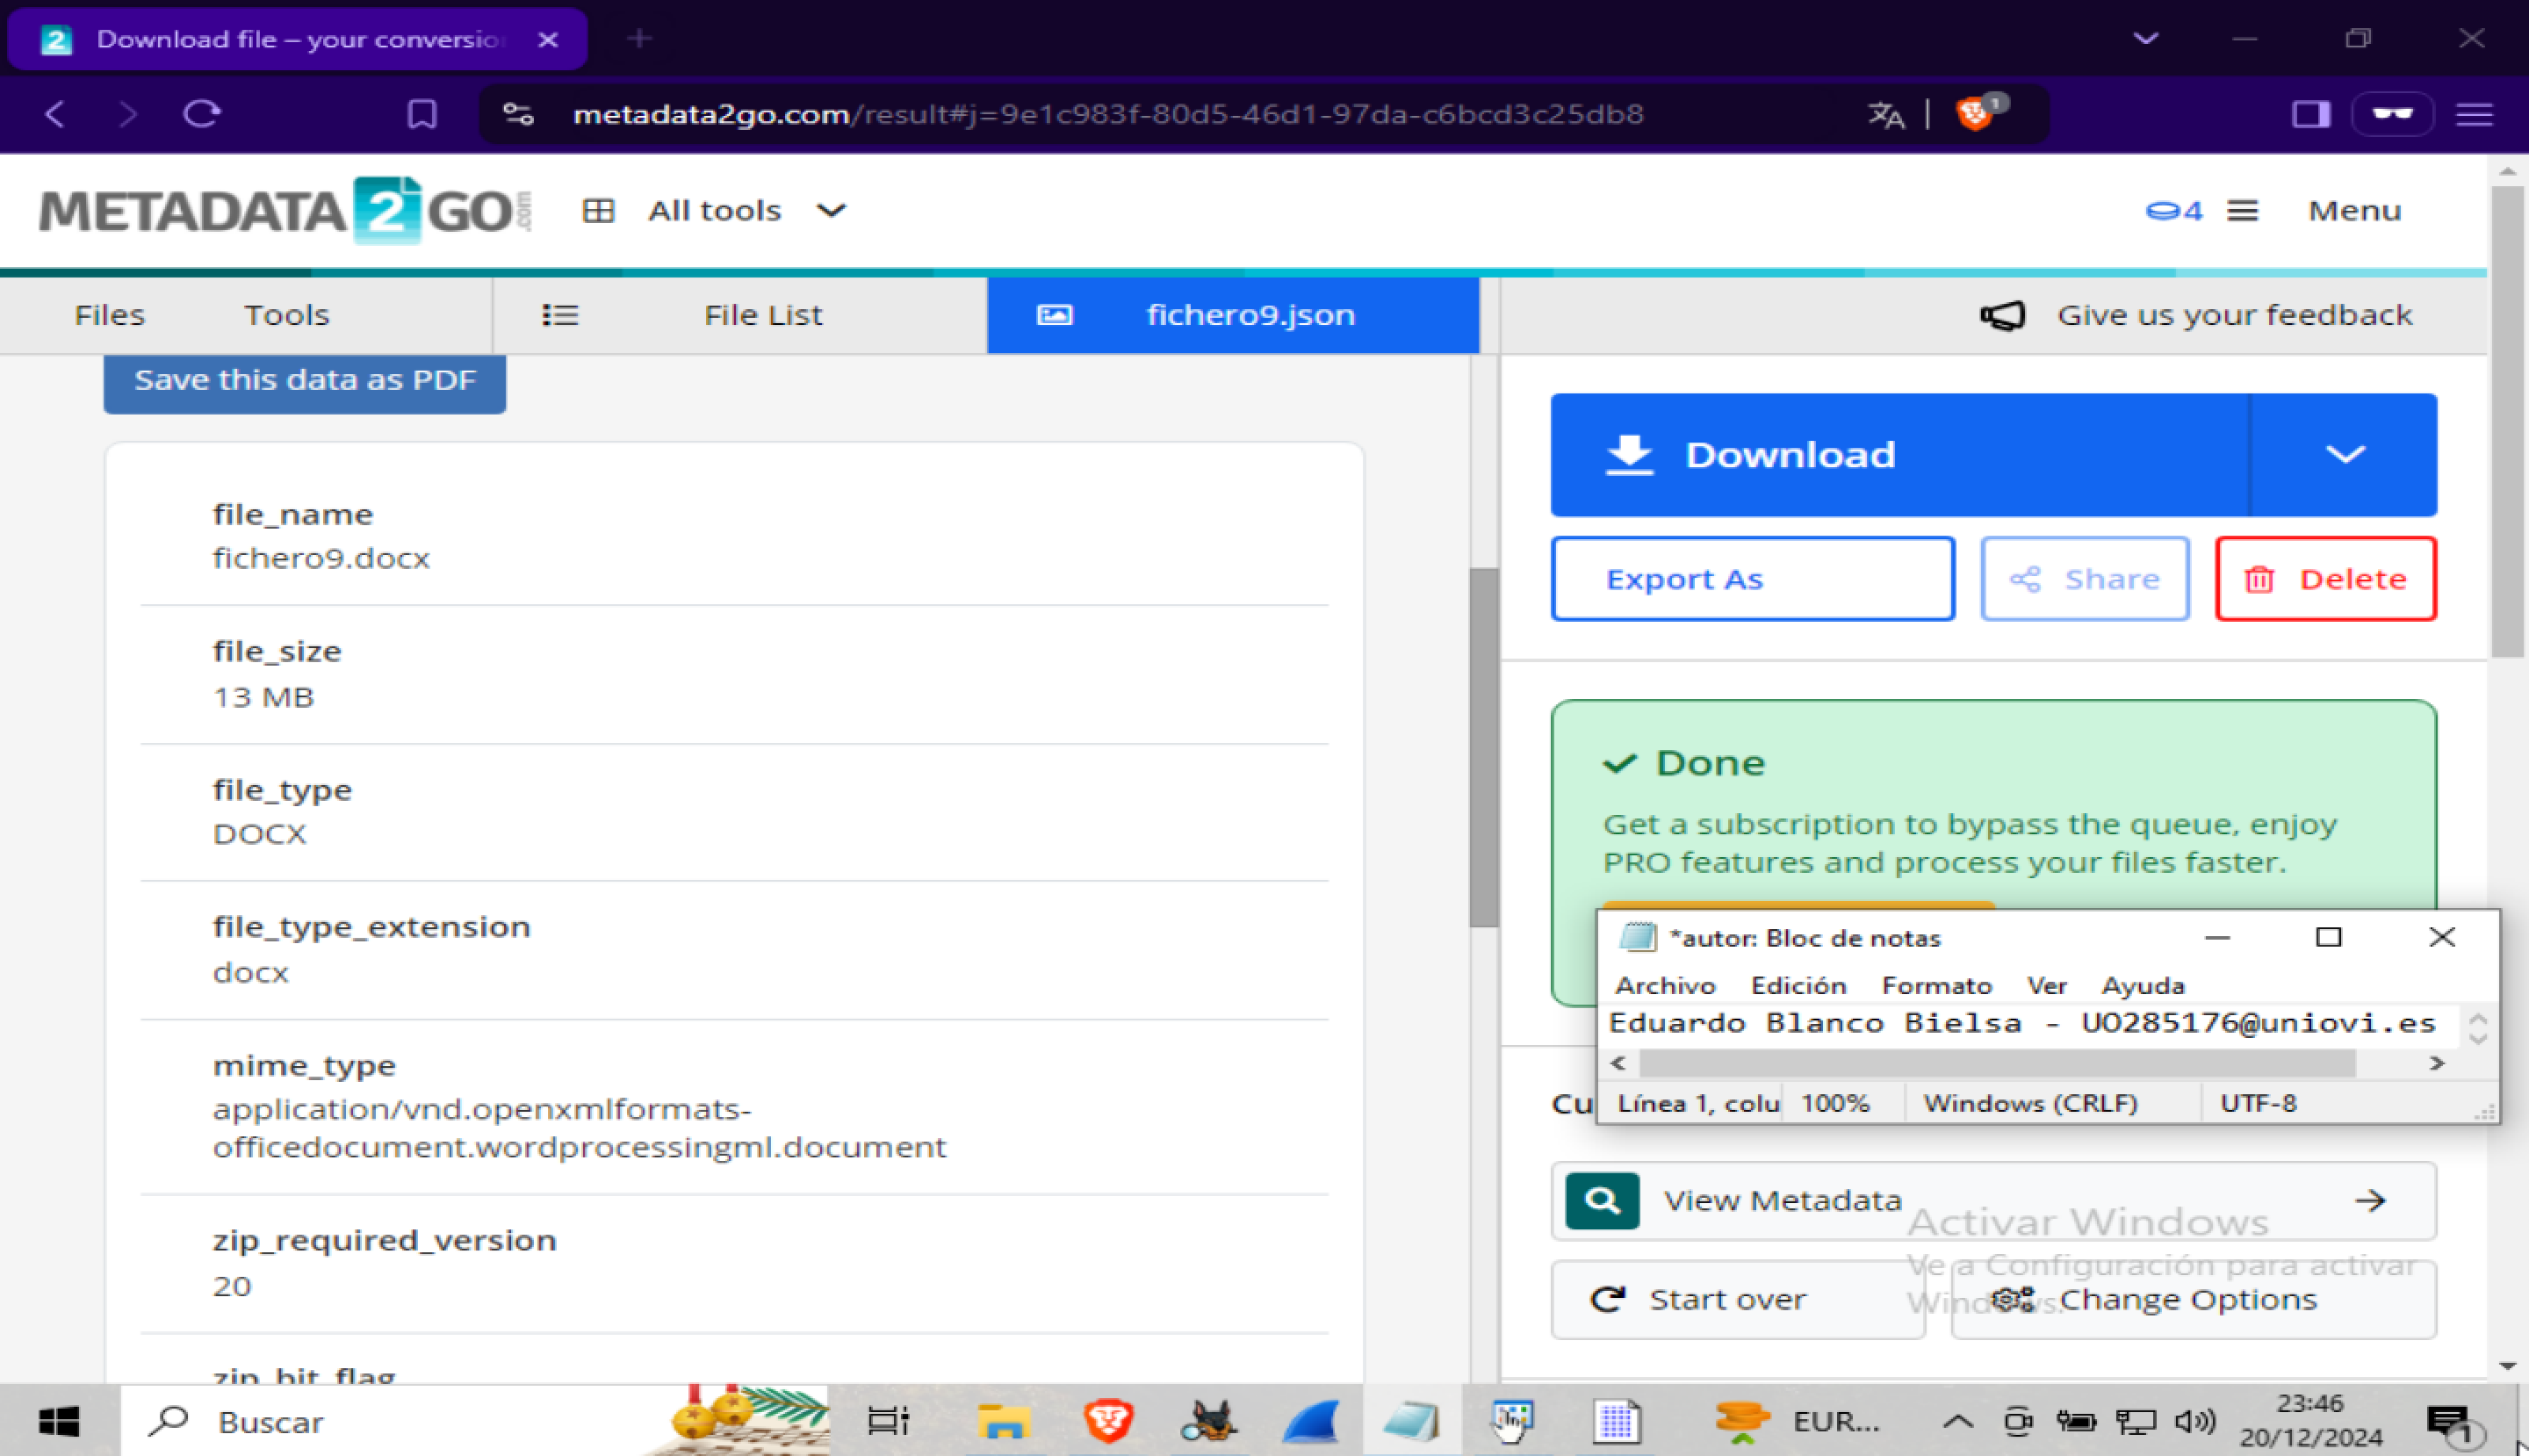 Download file – your conversio
metadata2go.com/result#j=9e1c983f-80d5-46d1-97da-c6bcd3c25db8
1
METADATA 2 GO .com
All tools
4
Menu
Files
Tools
File List
fichero9.json
Give us your feedback
Save this data as PDF
file_name
fichero9.docx
file_size
13 MB
file_type
DOCX
file_type_extension
docx
mime_type
application/vnd.openxmlformats-
officedocument.wordprocessingml.document
zip_required_version
20
zip_bit_flag
Download
Export As
Share
Delete
Done
Get a subscription to bypass the queue, enjoy
PRO features and process your files faster.
*autor: Bloc de notas
Archivo Edición Formato Ver Ayuda
Eduardo Blanco Bielsa - UO285176@uniovi.es
Línea 1, colu
100%
Windows (CRLF)
UTF-8
Cu
View Metadata
Start over
Change Options
Activar Windows
Ve a Configuración para activar
Windows.
Buscar
EUR...
23:46
20/12/2024
1